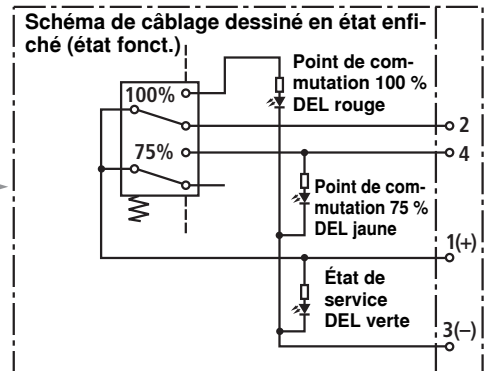 Schéma de câblage dessiné en état enfi-
ché (état fonct.)
Point de com-
mutation 100 %
DEL rouge
100%
2
75%
4
Point de com-
mutation 75 %
DEL jaune
1(+)
État de
service
DEL verte
3(–)